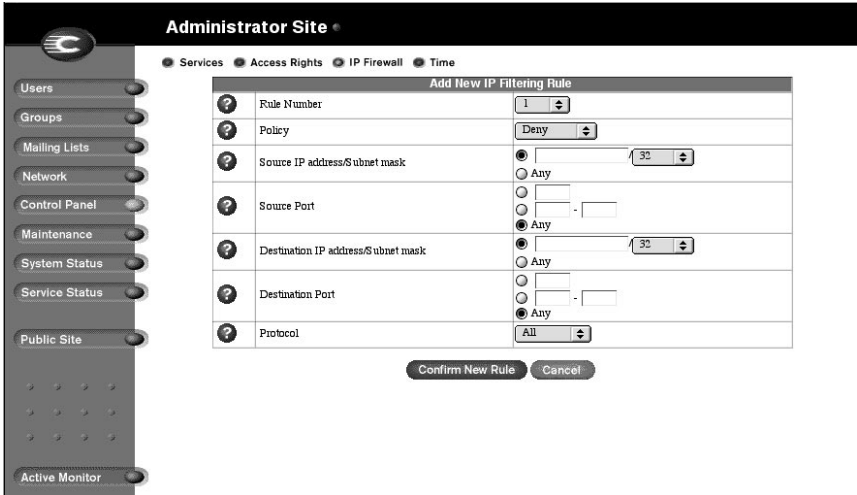 Administrator Site
Services Access Rights IP Firewall Time
Users
Groups
Mailing Lists
Network
Control Panel
Maintenance
System Status
Service Status
Public Site
Active Monitor
Add New IP Filtering Rule
? Rule Number 1
? Policy Deny
? Source IP address/Subnet mask / 32
Any
? Source Port
-
Any
? Destination IP address/Subnet mask / 32
Any
? Destination Port
-
Any
? Protocol All
Confirm New Rule Cancel